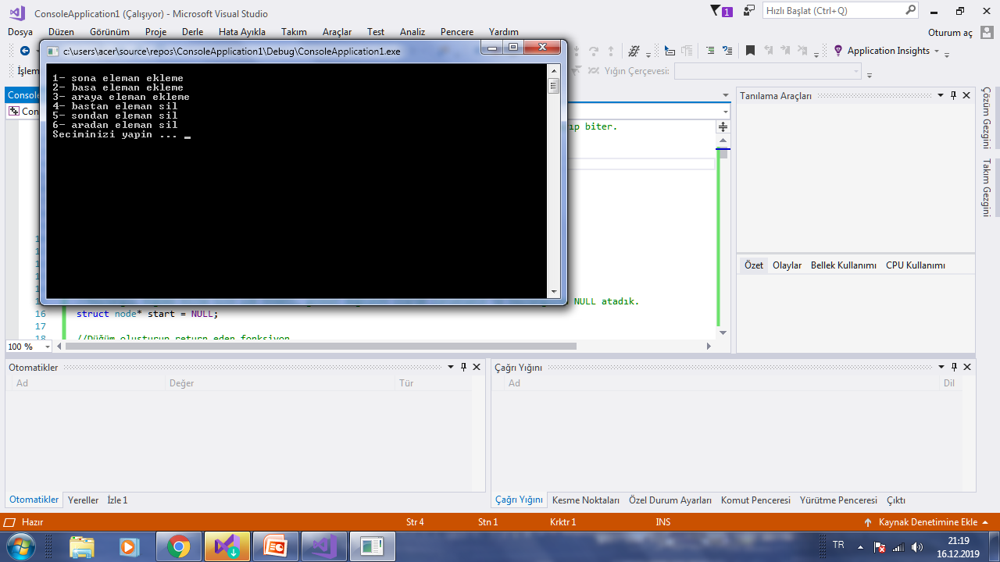 ConsoleApplication1 (Çalışıyor) - Microsoft Visual Studio
1
Hızlı Başlat (Ctrl+Q)
Dosya Düzen Görünüm Proje Derle Hata Ayıkla Takım Araçlar Test Analiz Pencere Yardım
Oturum aç
c:\users\acer\source\repos\ConsoleApplication1\Debug\ConsoleApplication1.exe
Application Insights
İşlem
Yığın Çerçevesi:
1- sona eleman ekleme
2- basa eleman ekleme
3- araya eleman ekleme
4- bastan eleman sil
5- sondan eleman sil
6- aradan eleman sil
Seciminizi yapin ...
Console
Con
ıp biter.
NULL atadık.
16 struct node* start = NULL;
17
18 //Düğüm oluşturup return eden fonksiyon
100 %
Tanılama Araçları
Özet Olaylar Bellek Kullanımı CPU Kullanımı
Çözüm Gezgini
Takım Gezgini
Otomatikler
Ad Değer Tür
Otomatikler Yereller İzle 1
Çağrı Yığını
Ad Dil
Çağrı Yığını Kesme Noktaları Özel Durum Ayarları Komut Penceresi Yürütme Penceresi Çıktı
Hazır Str 4 Stn 1 Krktr 1 INS Kaynak Denetimine Ekle
TR
21:19
16.12.2019